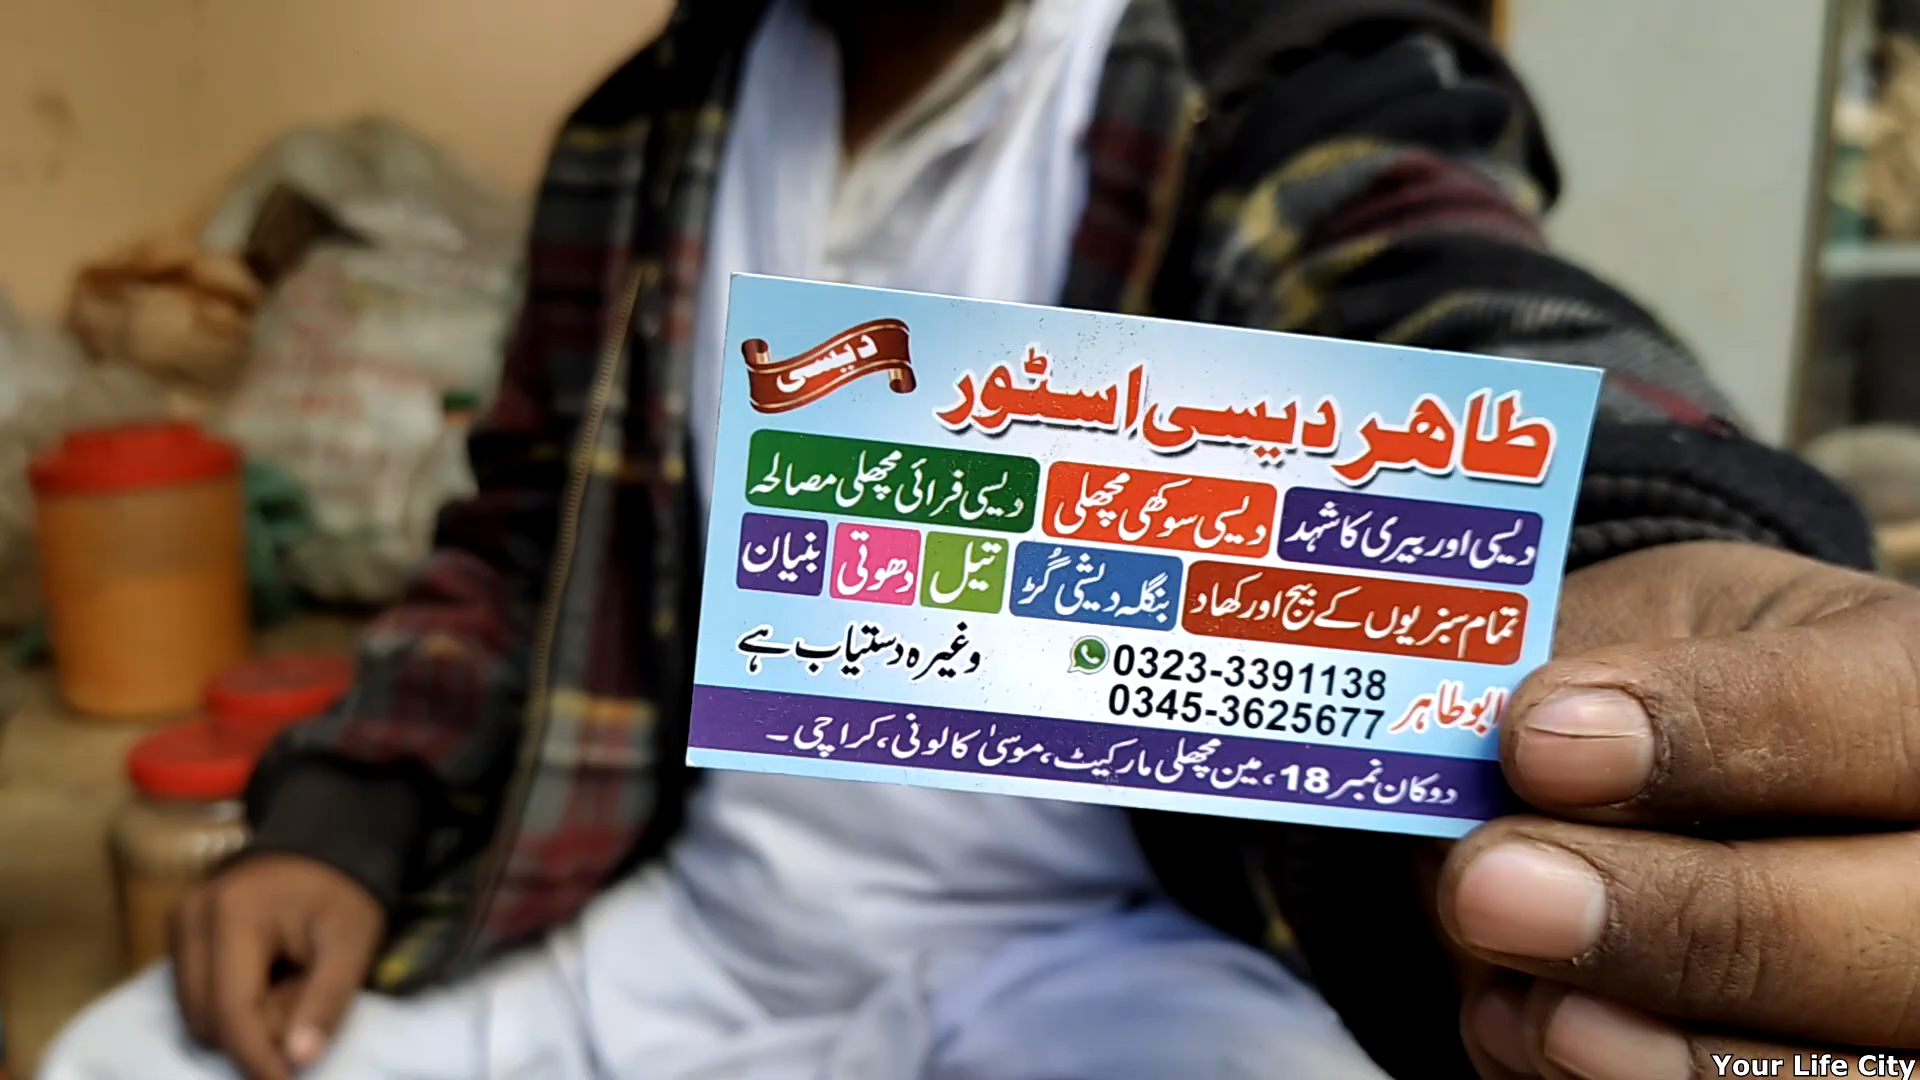 دیسی
طاہر دیسی اسٹور
دیسی اور بیری کا شہد
دیسی سوکھی مچھلی
دیسی فرائی مچھلی مصالحہ
تمام سبزیوں کے بیج اور کھاد
بنگلہ دیشی گُڑ
تیل
دھوتی
بنیان
وغیرہ دستیاب ہے
0323-3391138
ابو طاہر 0345-3625677
دوکان نمبر 18، مین مچھلی مارکیٹ، موسیٰ کالونی، کراچی ۔
Your Life City